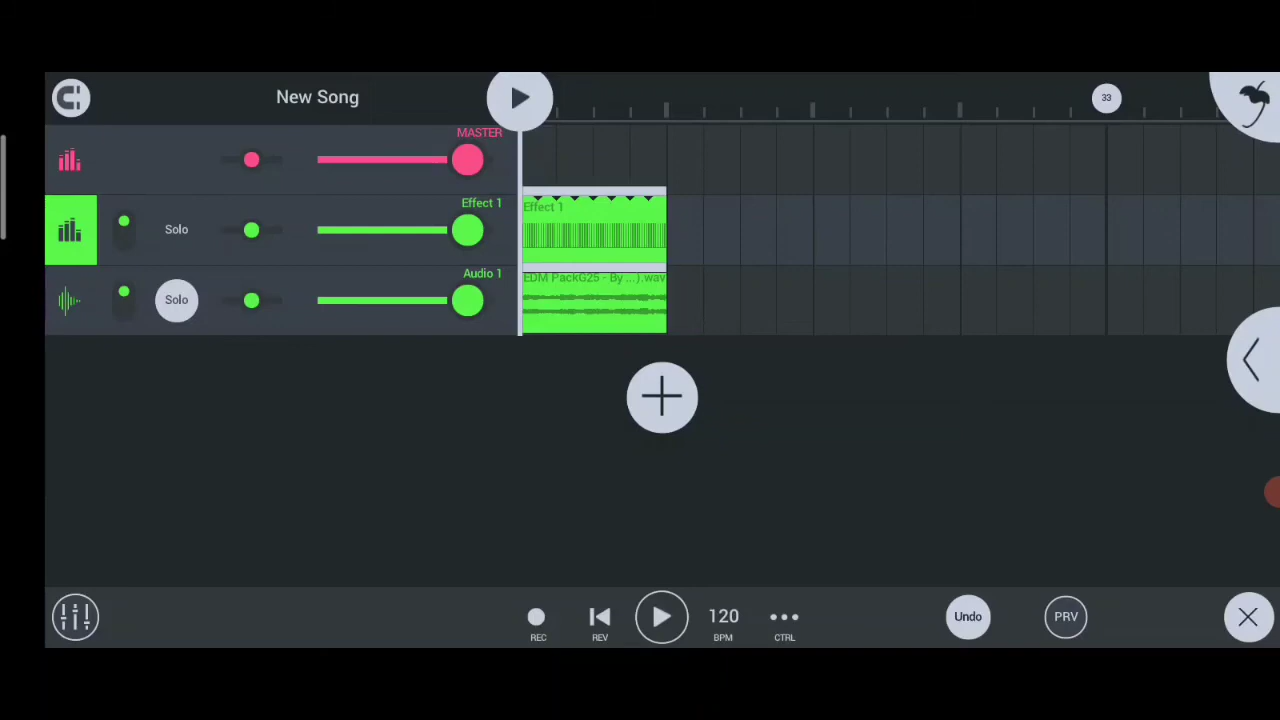 New Song
33
MASTER
Effect 1
Solo
Effect 1
Audio 1
Solo
EDM PackG25 - By ...).wav
REC
REV
120
BPM
CTRL
Undo
PRV